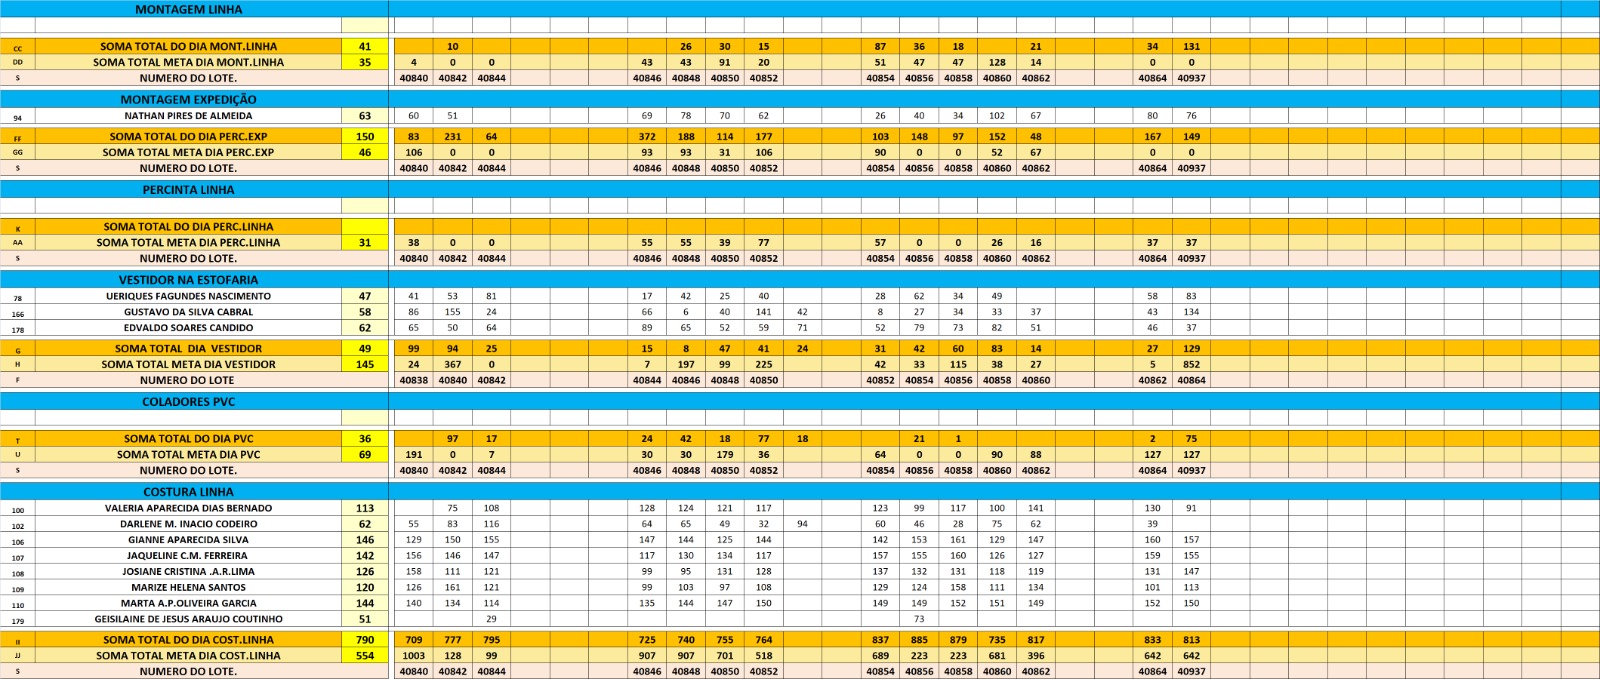 MONTAGEM LINHA
CC SOMA TOTAL DO DIA MONT.LINHA 41 10 26 30 15 87 36 18 21 34 131
DD SOMA TOTAL META DIA MONT.LINHA 35 4 0 0 43 43 91 20 51 47 47 128 14 0 0
S NUMERO DO LOTE. 40840 40842 40844 40846 40848 40850 40852 40854 40856 40858 40860 40862 40864 40937
MONTAGEM EXPEDIÇÃO
94 NATHAN PIRES DE ALMEIDA 63 60 51 69 78 70 62 26 40 34 102 67 80 76
FF SOMA TOTAL DO DIA PERC.EXP 150 83 231 64 372 188 114 177 103 148 97 152 48 167 149
GG SOMA TOTAL META DIA PERC.EXP 46 106 0 0 93 93 31 106 90 0 0 52 67 0 0
S NUMERO DO LOTE. 40840 40842 40844 40846 40848 40850 40852 40854 40856 40858 40860 40862 40864 40937
PERCINTA LINHA
K SOMA TOTAL DO DIA PERC.LINHA
AA SOMA TOTAL META DIA PERC.LINHA 31 38 0 0 55 55 39 77 57 0 0 26 16 37 37
S NUMERO DO LOTE. 40840 40842 40844 40846 40848 40850 40852 40854 40856 40858 40860 40862 40864 40937
VESTIDOR NA ESTOFARIA
78 UERIQUES FAGUNDES NASCIMENTO 47 41 53 81 17 42 25 40 28 62 34 49 58 83
166 GUSTAVO DA SILVA CABRAL 58 86 155 24 66 6 40 141 42 8 27 34 33 37 43 134
178 EDVALDO SOARES CANDIDO 62 65 50 64 89 65 52 59 71 52 79 73 82 51 46 37
G SOMA TOTAL DIA VESTIDOR 49 99 94 25 15 8 47 41 24 31 42 60 83 14 27 129
H SOMA TOTAL META DIA VESTIDOR 145 24 367 0 7 197 99 225 42 33 115 38 27 5 852
F NUMERO DO LOTE 40838 40840 40842 40844 40846 40848 40850 40852 40854 40856 40858 40860 40862 40864
COLADORES PVC
T SOMA TOTAL DO DIA PVC 36 97 17 24 42 18 77 18 21 1 2 75
U SOMA TOTAL META DIA PVC 69 191 0 7 30 30 179 36 64 0 0 90 88 127 127
S NUMERO DO LOTE. 40840 40842 40844 40846 40848 40850 40852 40854 40856 40858 40860 40862 40864 40937
COSTURA LINHA
100 VALERIA APARECIDA DIAS BERNADO 113 75 108 128 124 121 117 123 99 117 100 141 130 91
102 DARLENE M. INACIO CODEIRO 62 55 83 116 64 65 49 32 94 60 46 28 75 62 39
106 GIANNE APARECIDA SILVA 146 129 150 155 147 144 125 144 142 153 161 129 147 160 157
107 JAQUELINE C.M. FERREIRA 142 156 146 147 117 130 134 117 157 155 160 126 127 159 155
108 JOSIANE CRISTINA .A.R.LIMA 126 158 111 121 99 95 131 128 137 132 131 118 119 131 147
109 MARIZE HELENA SANTOS 120 126 161 121 99 103 97 108 129 124 158 111 134 101 113
110 MARTA A.P.OLIVEIRA GARCIA 144 140 134 114 135 144 147 150 149 149 152 151 149 152 150
179 GEISILAINE DE JESUS ARAUJO COUTINHO 51 29 73
II SOMA TOTAL DO DIA COST.LINHA 790 709 777 795 725 740 755 764 837 885 879 735 817 833 813
JJ SOMA TOTAL META DIA COST.LINHA 554 1003 128 99 907 907 701 518 689 223 223 681 396 642 642
S NUMERO DO LOTE. 40840 40842 40844 40846 40848 40850 40852 40854 40856 40858 40860 40862 40864 40937